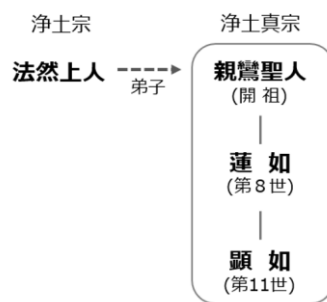 浄土宗
浄土真宗
法然上人
弟子
親鸞聖人
(開 祖)
蓮 如
(第8世)
顕 如
(第11世)